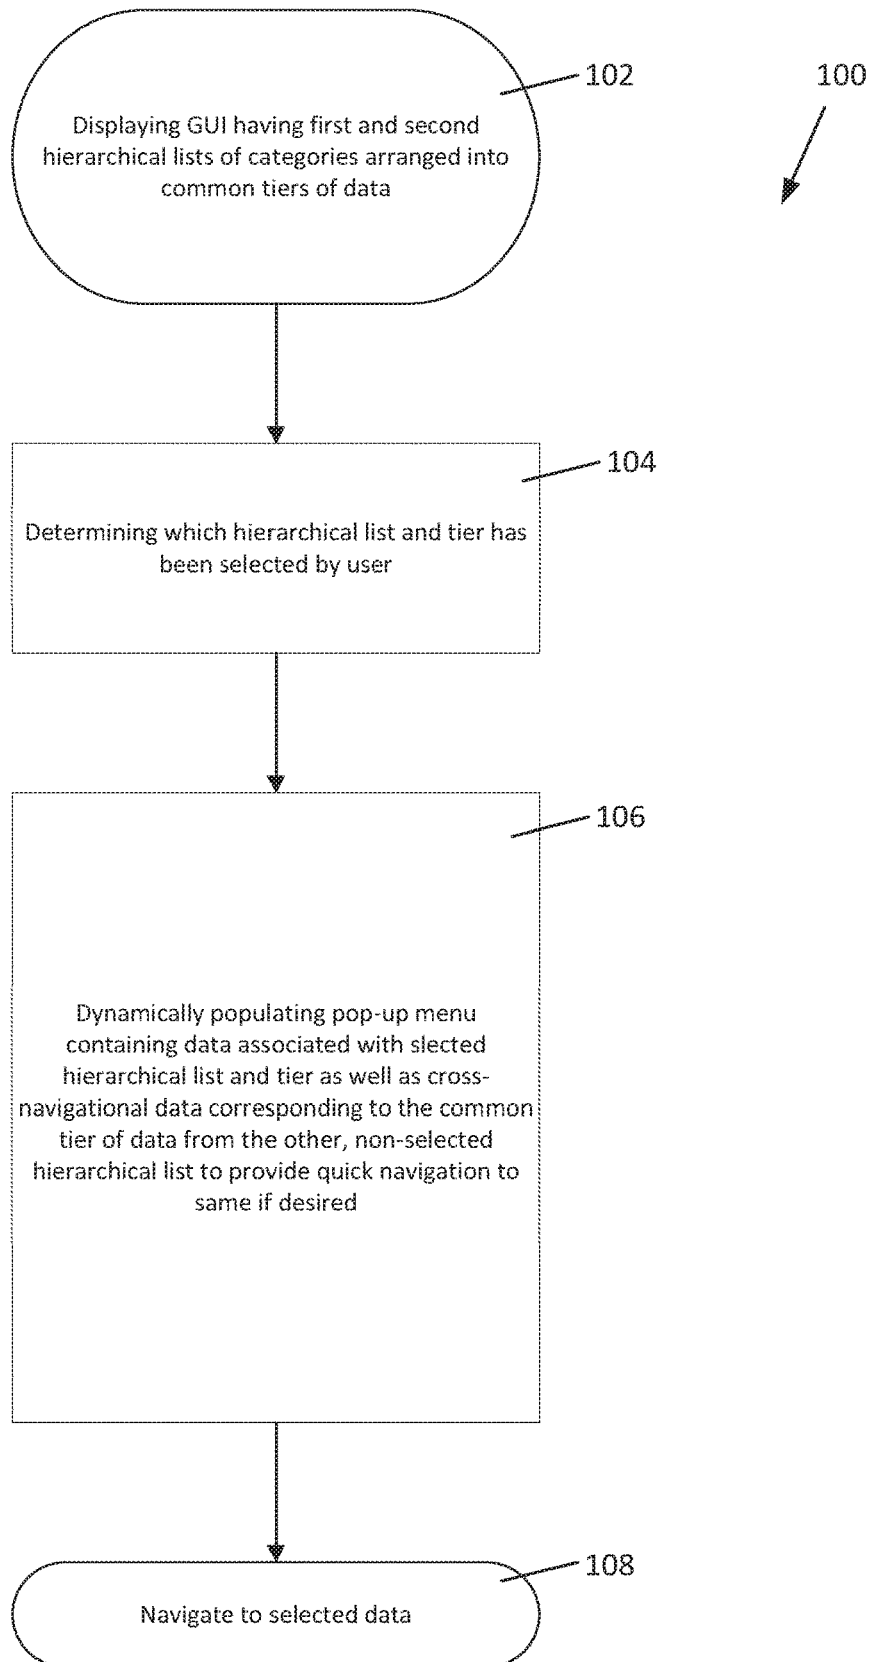 102
100
Displaying GUI having first and second
hierarchical lists of categories arranged into
common tiers of data
104
Determining which hierarchical list and tier has
been selected by user
106
Dynamically populating pop-up menu
containing data associated with slected
hierarchical list and tier as well as cross-
navigational data corresponding to the common
tier of data from the other, non-selected
hierarchical list to provide quick navigation to
same if desired
108
Navigate to selected data